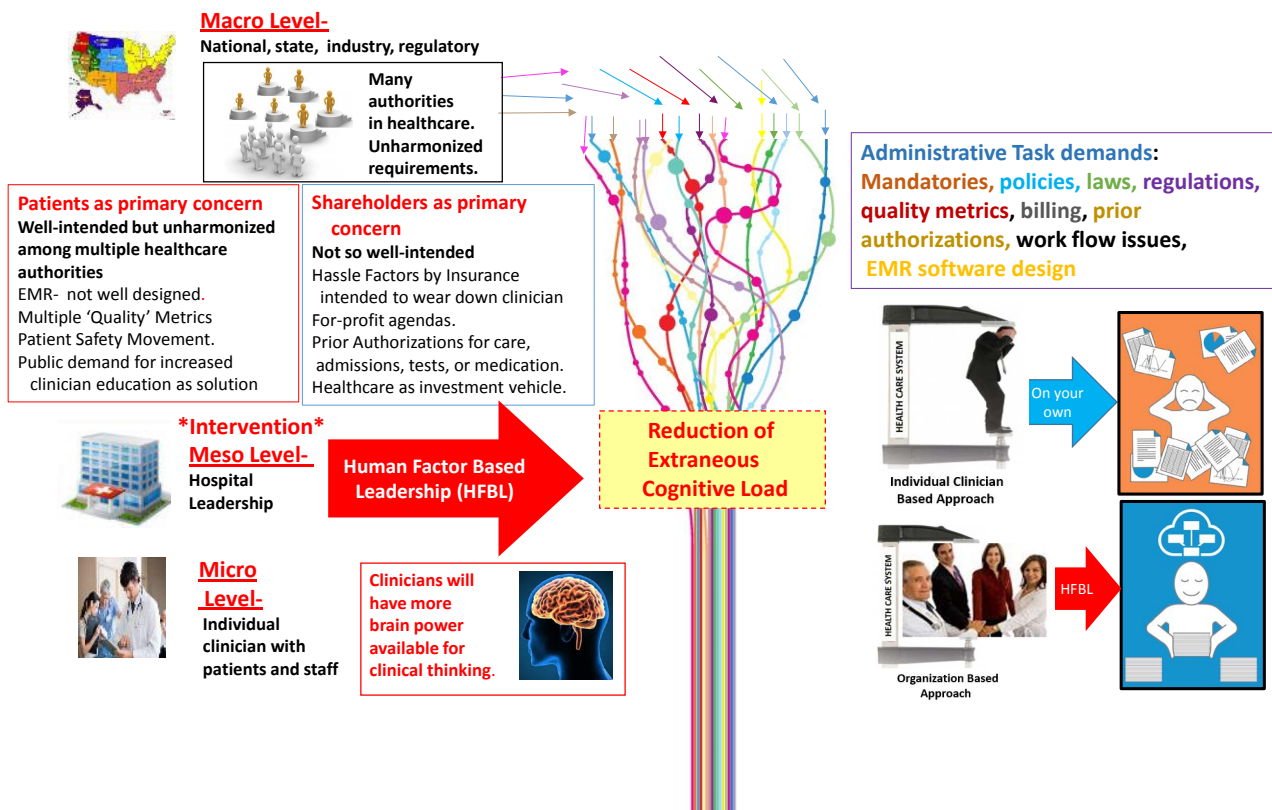 Macro Level-
National, state, industry, regulatory
Many
authorities
in healthcare.
Unharmonized
requirements.
Patients as primary concern
Well-intended but unharmonized
among multiple healthcare
authorities
EMR- not well designed.
Multiple ‘Quality’ Metrics
Patient Safety Movement.
Public demand for increased
clinician education as solution
Shareholders as primary
concern
Not so well-intended
Hassle Factors by Insurance
intended to wear down clinician
For-profit agendas.
Prior Authorizations for care,
admissions, tests, or medication.
Healthcare as investment vehicle.
Administrative Task demands:
Mandatories, policies, laws, regulations,
quality metrics, billing, prior
authorizations, work flow issues,
EMR software design
*Intervention*
Meso Level-
Hospital
Leadership
Human Factor Based
Leadership (HFBL)
Reduction of
Extraneous
Cognitive Load
HEALTH CARE SYSTEM
Individual Clinician
Based Approach
On your
own
Micro
Level-
Individual
clinician with
patients and staff
Clinicians will
have more
brain power
available for
clinical thinking.
HEALTH CARE SYSTEM
Organization Based
Approach
HFBL